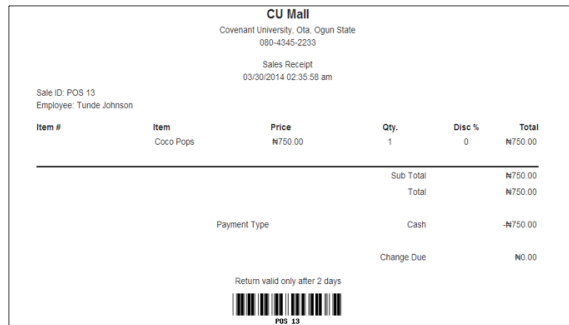 CU Mall
Covenant University, Ota, Ogun State
080-4345-2233
Sales Receipt
03/30/2014 02:35:58 am
Sale ID: POS 13
Employee: Tunde Johnson
Item # Item Price Qty. Disc % Total
Coco Pops ₦750.00 1 0 ₦750.00
Sub Total ₦750.00
Total ₦750.00
Payment Type Cash -₦750.00
Change Due ₦0.00
Return valid only after 2 days
POS 13